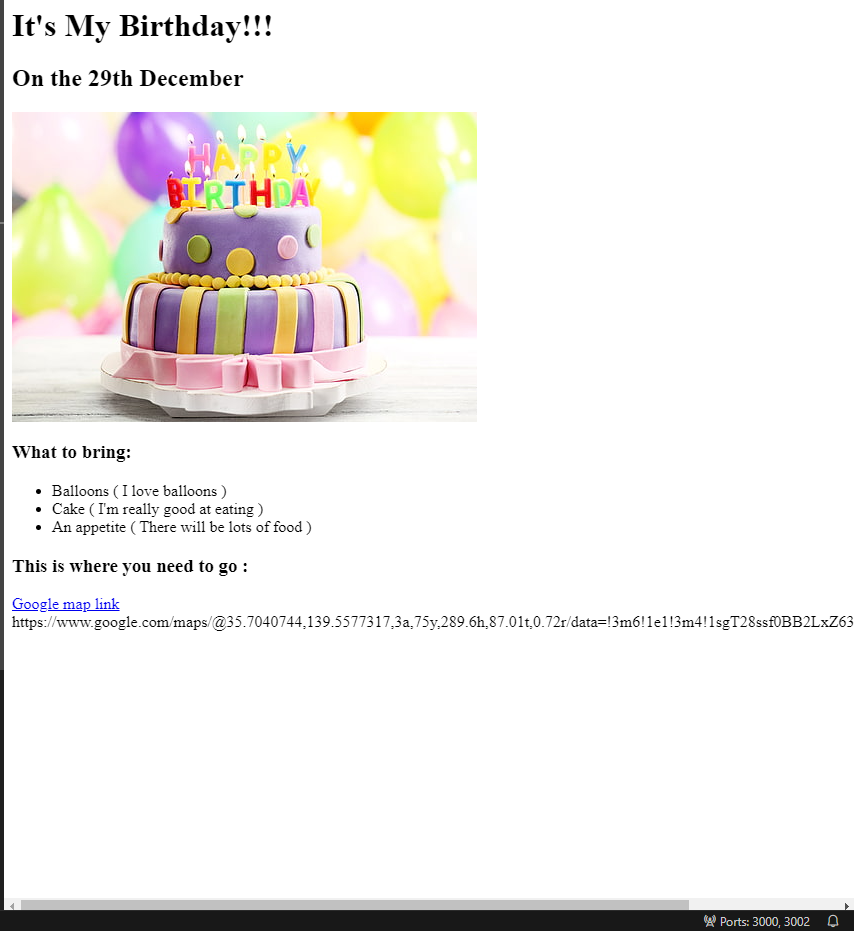 It's My Birthday!!!
On the 29th December
HAPPY
BIRTHDAY
What to bring:
Balloons ( I love balloons )
Cake ( I'm really good at eating )
An appetite ( There will be lots of food )
This is where you need to go :
Google map link
https://www.google.com/maps/@35.7040744,139.5577317,3a,75y,289.6h,87.01t,0.72r/data=!3m6!1e1!3m4!1sgT28ssf0BB2LxZ63
Ports: 3000, 3002